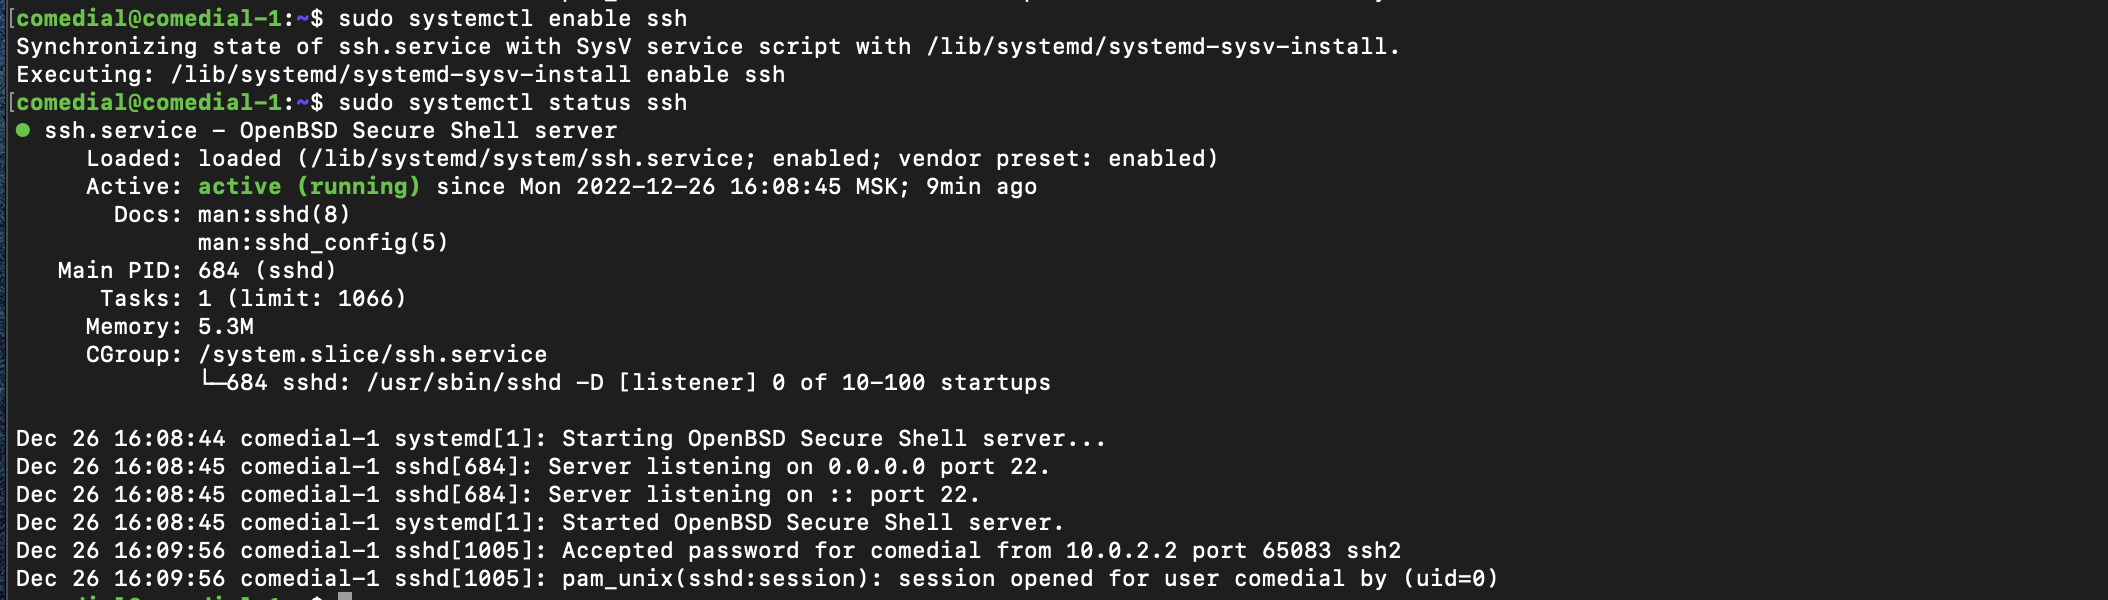 [comedial@comedial-1:~$ sudo systemctl enable ssh
Synchronizing state of ssh.service with SysV service script with /lib/systemd/systemd-sysv-install.
Executing: /lib/systemd/systemd-sysv-install enable ssh
[comedial@comedial-1:~$ sudo systemctl status ssh
● ssh.service - OpenBSD Secure Shell server
     Loaded: loaded (/lib/systemd/system/ssh.service; enabled; vendor preset: enabled)
     Active: active (running) since Mon 2022-12-26 16:08:45 MSK; 9min ago
       Docs: man:sshd(8)
             man:sshd_config(5)
   Main PID: 684 (sshd)
      Tasks: 1 (limit: 1066)
     Memory: 5.3M
     CGroup: /system.slice/ssh.service
             └─684 sshd: /usr/sbin/sshd -D [listener] 0 of 10-100 startups

Dec 26 16:08:44 comedial-1 systemd[1]: Starting OpenBSD Secure Shell server...
Dec 26 16:08:45 comedial-1 sshd[684]: Server listening on 0.0.0.0 port 22.
Dec 26 16:08:45 comedial-1 sshd[684]: Server listening on :: port 22.
Dec 26 16:08:45 comedial-1 systemd[1]: Started OpenBSD Secure Shell server.
Dec 26 16:09:56 comedial-1 sshd[1005]: Accepted password for comedial from 10.0.2.2 port 65083 ssh2
Dec 26 16:09:56 comedial-1 sshd[1005]: pam_unix(sshd:session): session opened for user comedial by (uid=0)
comedial@comedial-1:~$